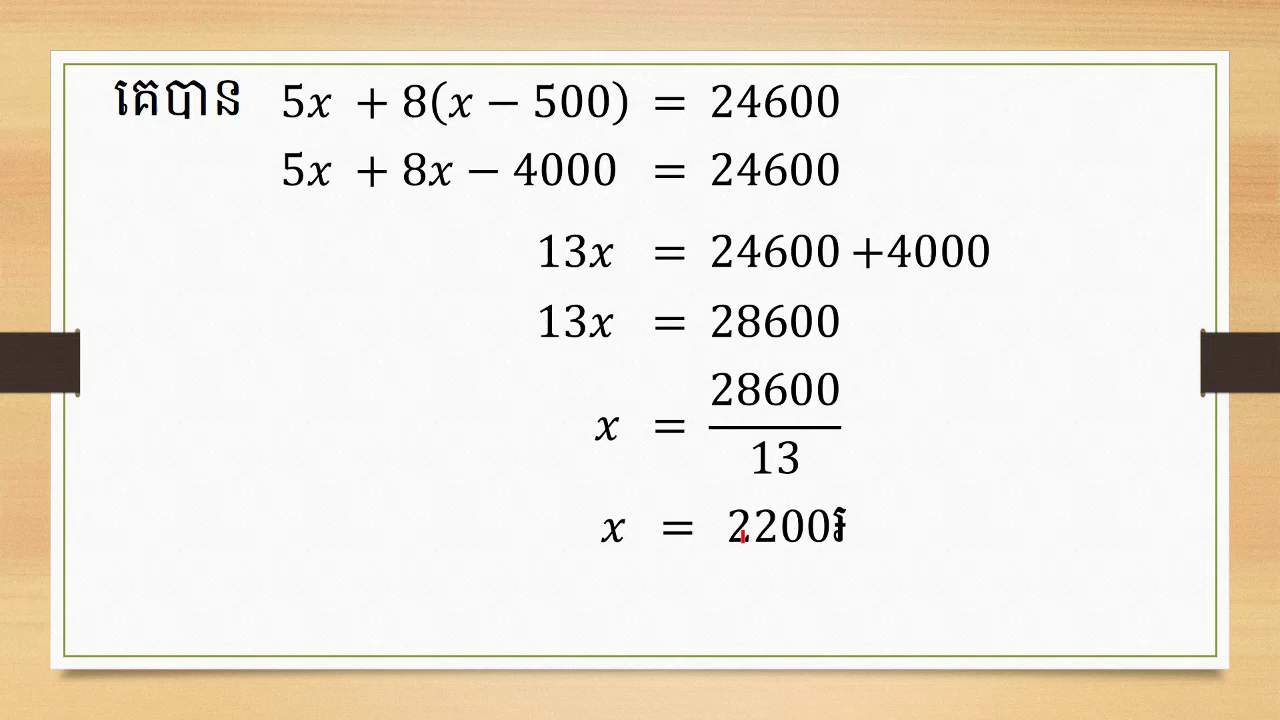 គេបាន 5x + 8(x − 500) = 24600
5x + 8x − 4000 = 24600
13x = 24600 +4000
13x = 28600
x = 28600/13
x = 2200៛